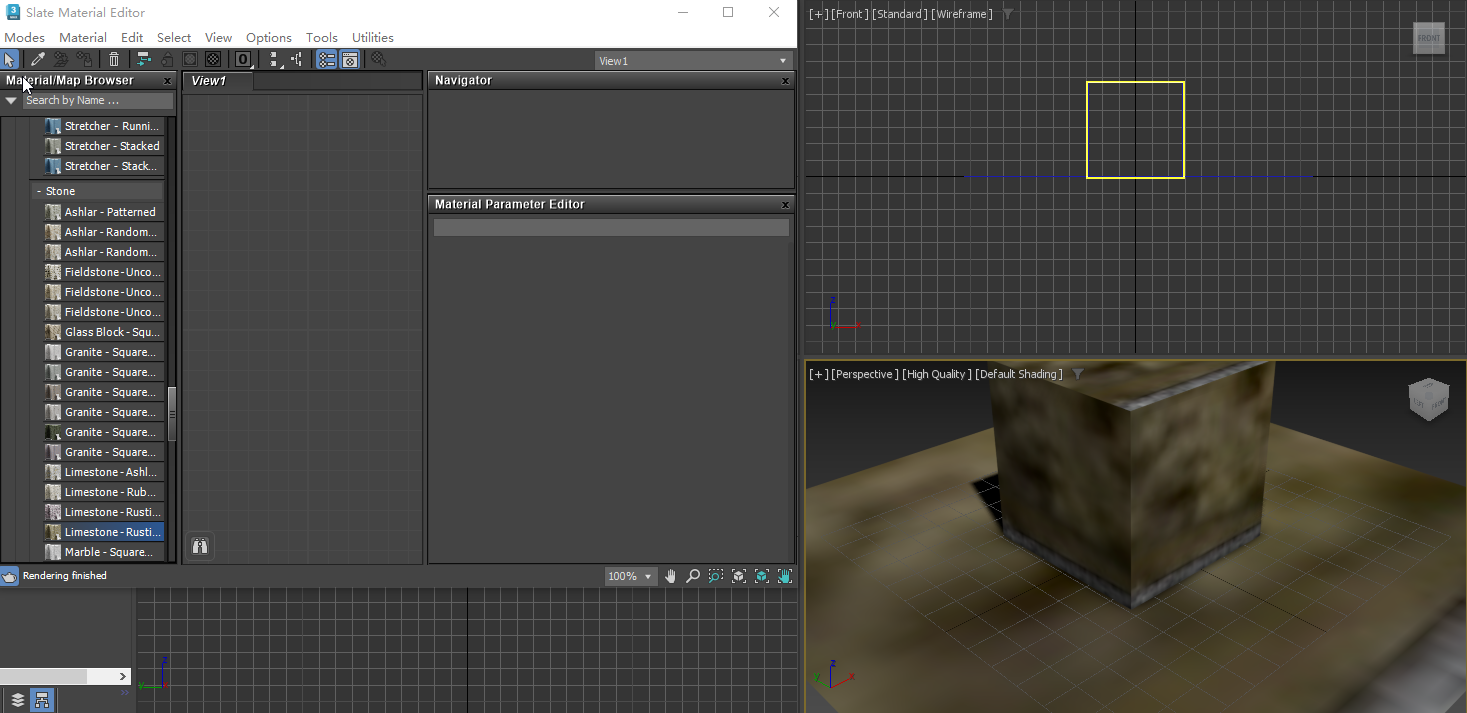 Slate Material Editor
Modes Material Edit Select View Options Tools Utilities
View1
Material/Map Browser
Search by Name ...
Stretcher - Runni...
Stretcher - Stacked
Stretcher - Stack...
- Stone
Ashlar - Patterned
Ashlar - Random...
Ashlar - Random...
Fieldstone - Unco...
Fieldstone - Unco...
Fieldstone - Unco...
Glass Block - Squ...
Granite - Square...
Granite - Square...
Granite - Square...
Granite - Square...
Granite - Square...
Granite - Square...
Limestone - Ashl...
Limestone - Rub...
Limestone - Rusti...
Limestone - Rusti...
Marble - Square...
View1
Navigator
Material Parameter Editor
Rendering finished
100%
z
y
[+] [Front ] [Standard ] [Wireframe ]
FRONT
z
y
x
[+] [Perspective ] [High Quality ] [Default Shading ]
LEFT
FRONT
z
y
x